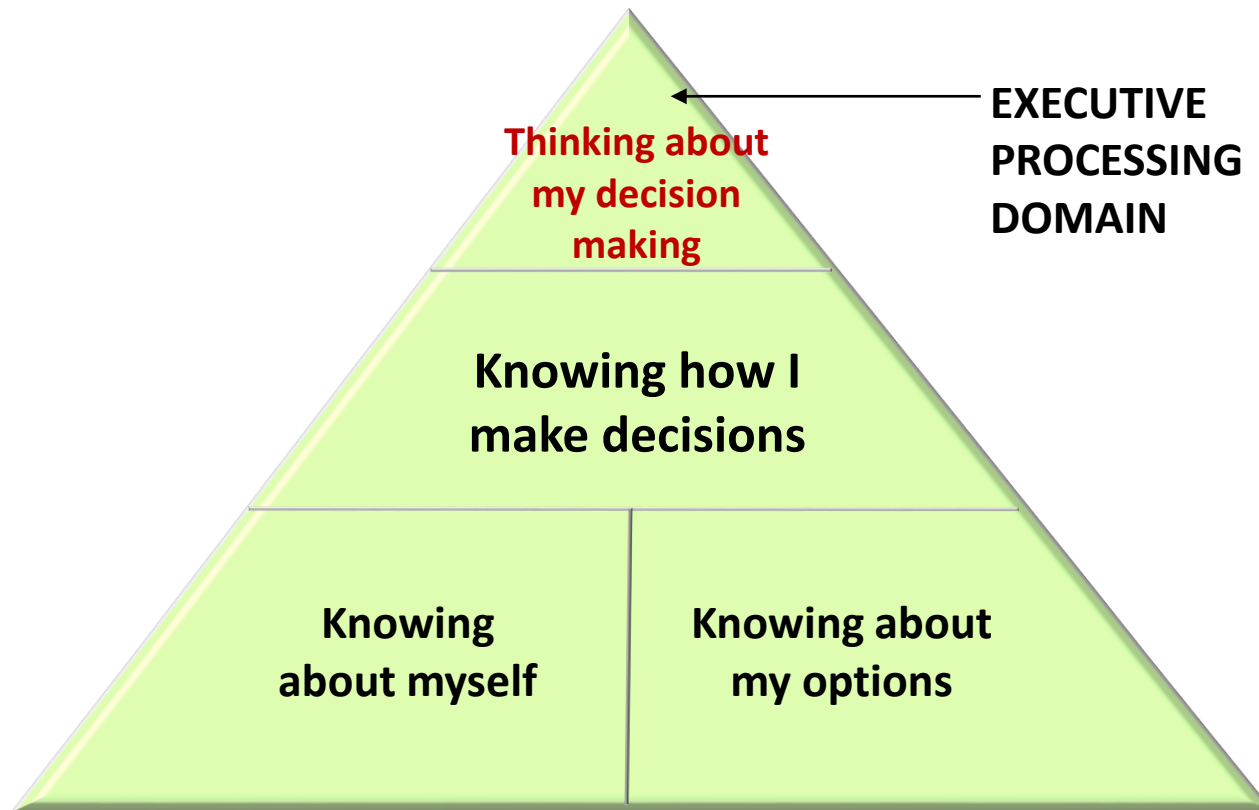 EXECUTIVE
PROCESSING
DOMAIN
Thinking about
my decision
making
Knowing how I
make decisions
Knowing
about myself
Knowing about
my options